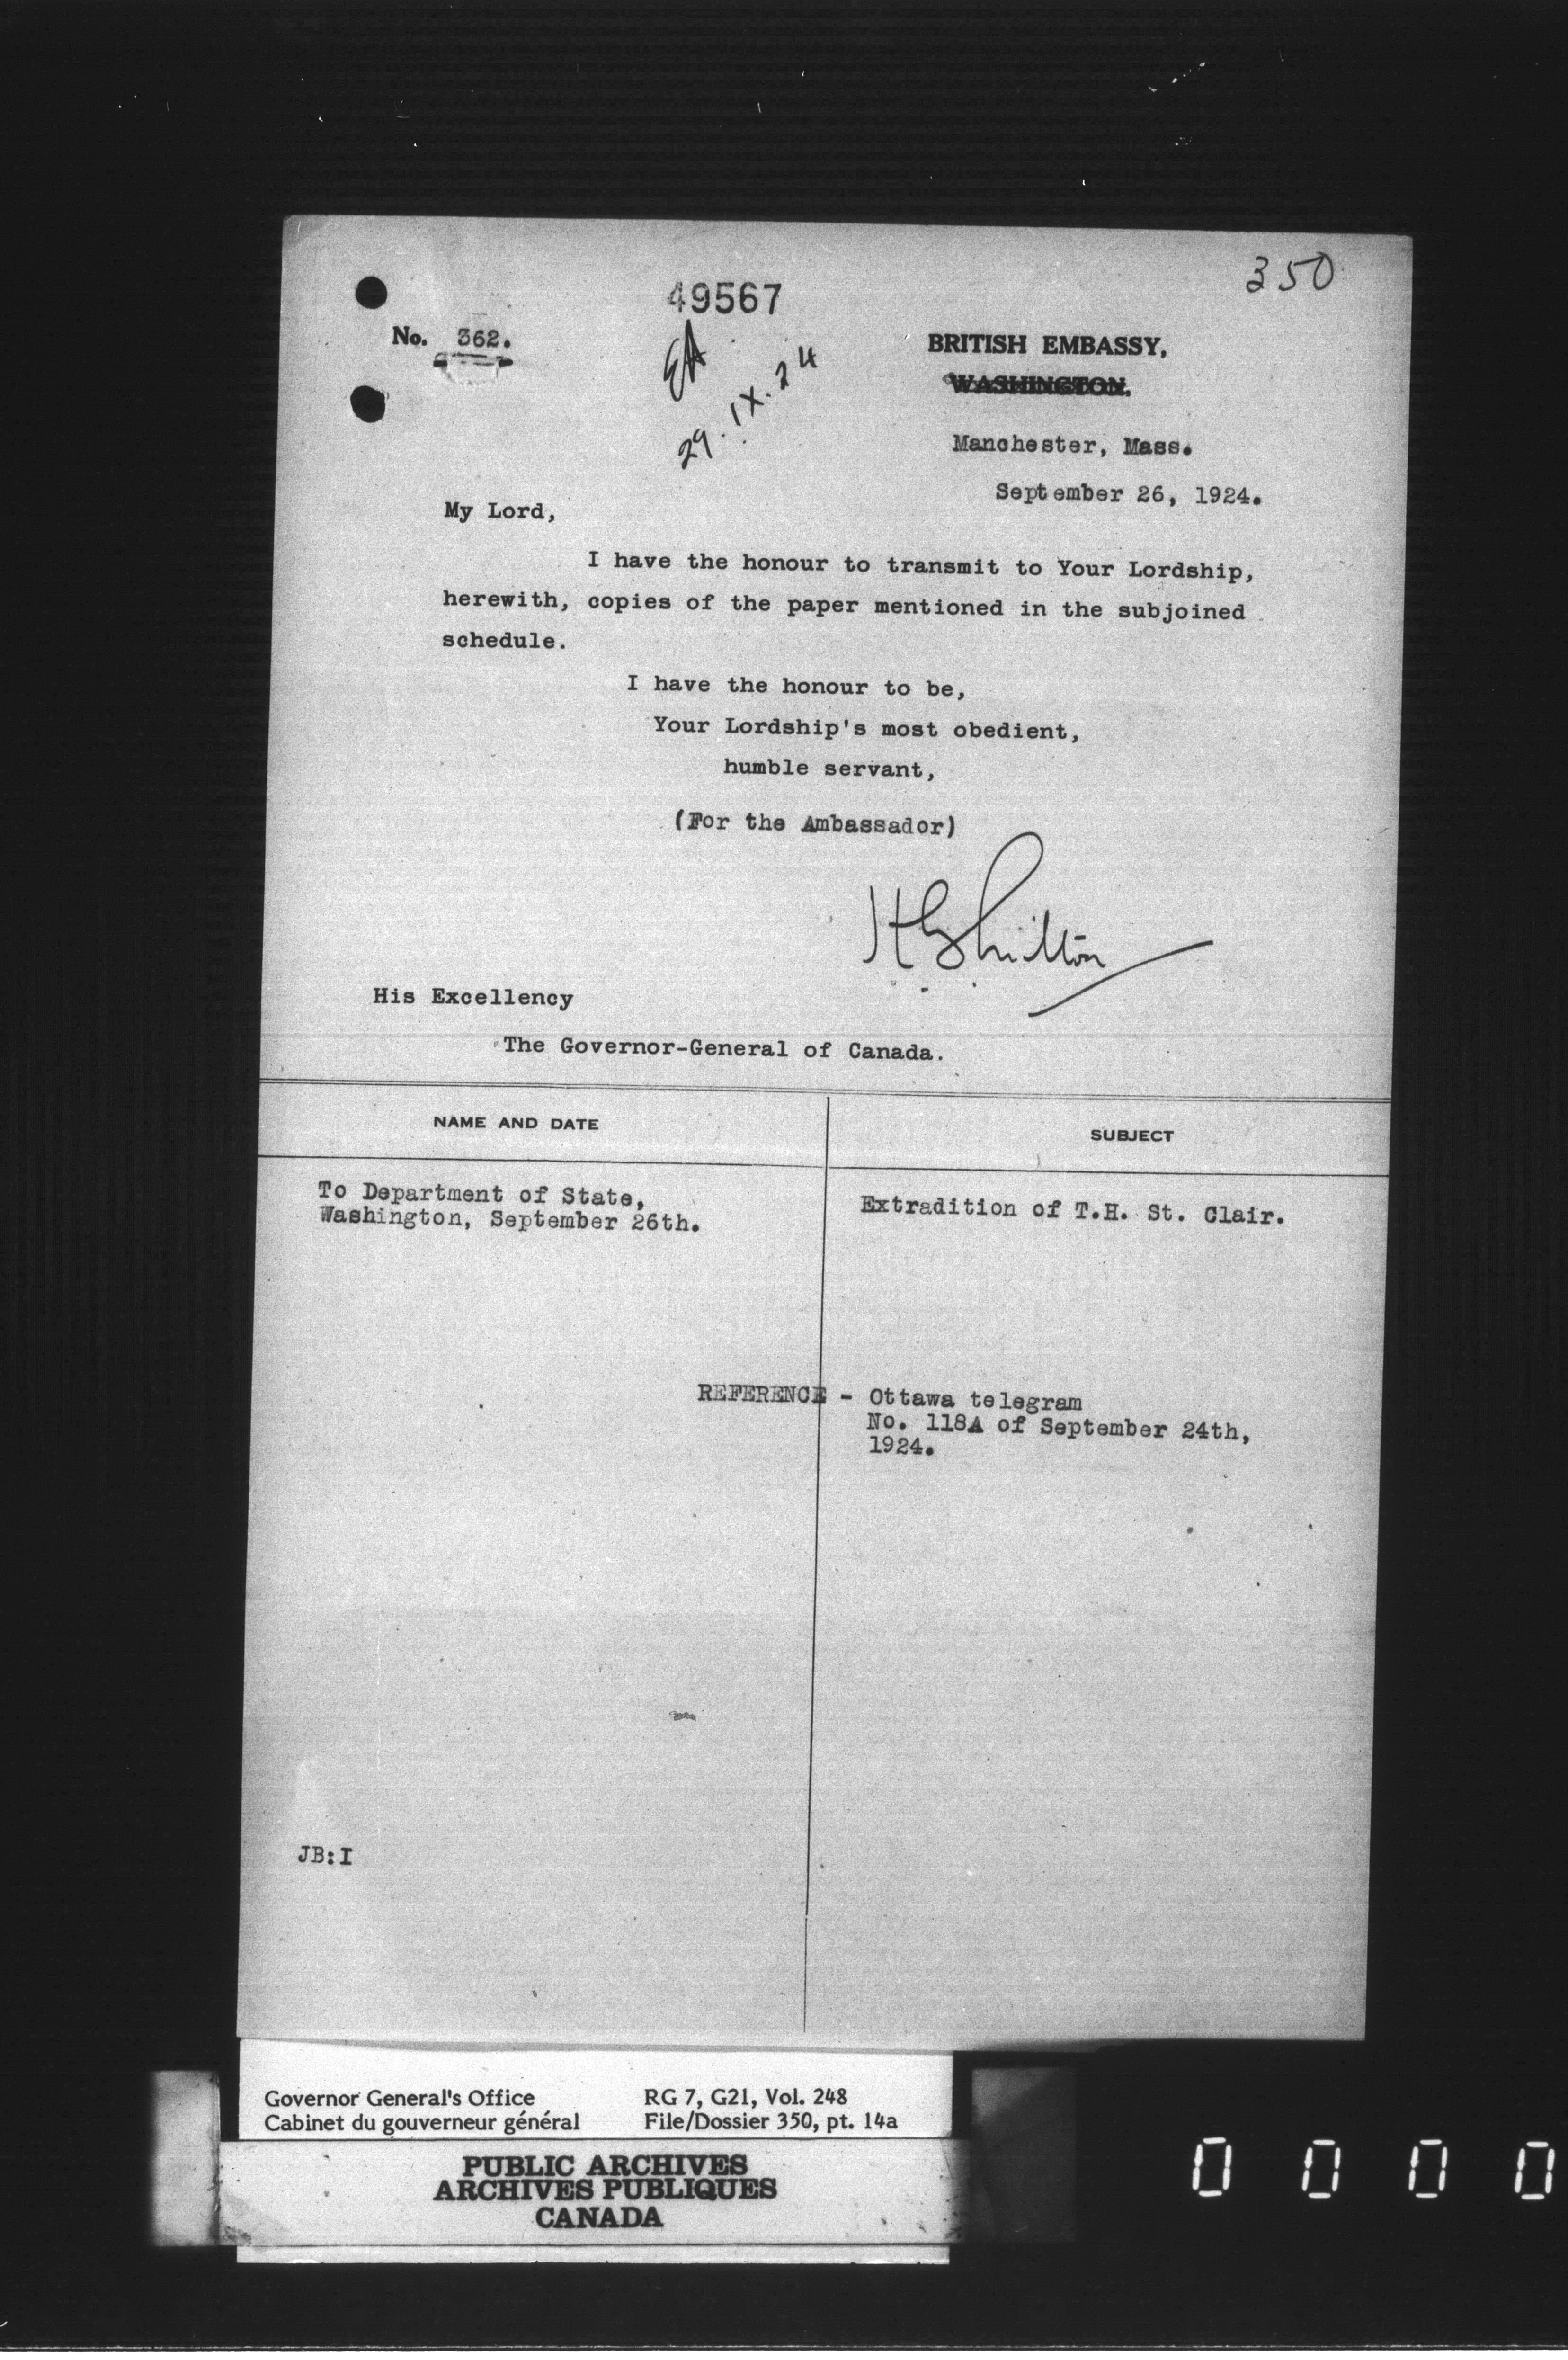 350
49567
No. 362.
EA
29.IX.24
BRITISH EMBASSY,
WASHINGTON.
Manchester, Mass.
September 26, 1924.
My Lord,
I have the honour to transmit to Your Lordship,
herewith, copies of the paper mentioned in the subjoined
schedule.
I have the honour to be,
Your Lordship's most obedient,
humble servant,
(For the Ambassador)
His Excellency
The Governor-General of Canada.
NAME AND DATE
SUBJECT
To Department of State,
Washington, September 26th.
Extradition of T.H. St. Clair.
REFERENCE - Ottawa telegram
No. 118A of September 24th,
1924.
JB:I
Governor General's Office
Cabinet du gouverneur général
RG 7, G21, Vol. 248
File/Dossier 350, pt. 14a
PUBLIC ARCHIVES
ARCHIVES PUBLIQUES
CANADA
0 0 0 0